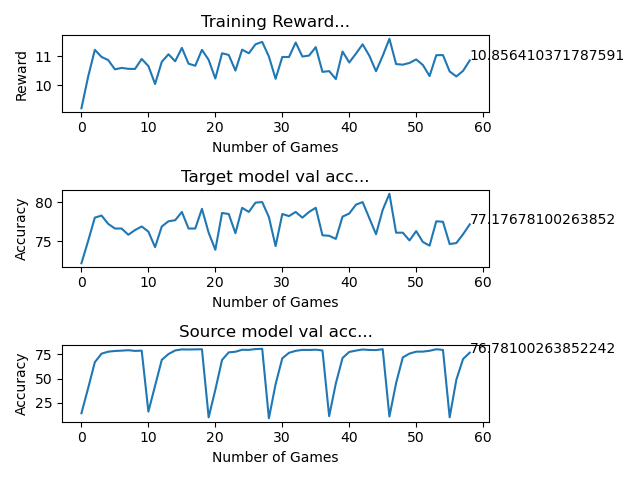 Training Reward...
Reward
11
10
10.856410371787591
0 10 20 30 40 50 60
Number of Games
Target model val acc...
Accuracy
80
75
77.17678100263852
0 10 20 30 40 50 60
Number of Games
Source model val acc...
Accuracy
75
50
25
76.78100263852242
0 10 20 30 40 50 60
Number of Games